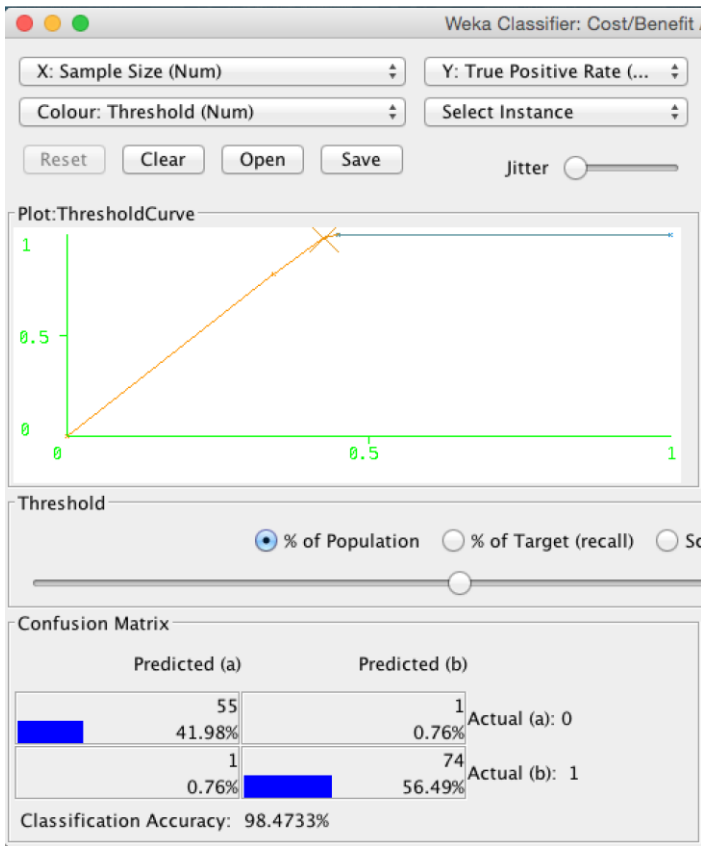 Weka Classifier: Cost/Benefit
X: Sample Size (Num) Y: True Positive Rate (...
Colour: Threshold (Num) Select Instance
Reset Clear Open Save Jitter
Plot:ThresholdCurve
1
0.5
0
0 0.5 1
Threshold
% of Population % of Target (recall) Sc
Confusion Matrix
Predicted (a) Predicted (b)
55 1
41.98% 0.76% Actual (a): 0
1 74
0.76% 56.49% Actual (b): 1
Classification Accuracy: 98.4733%